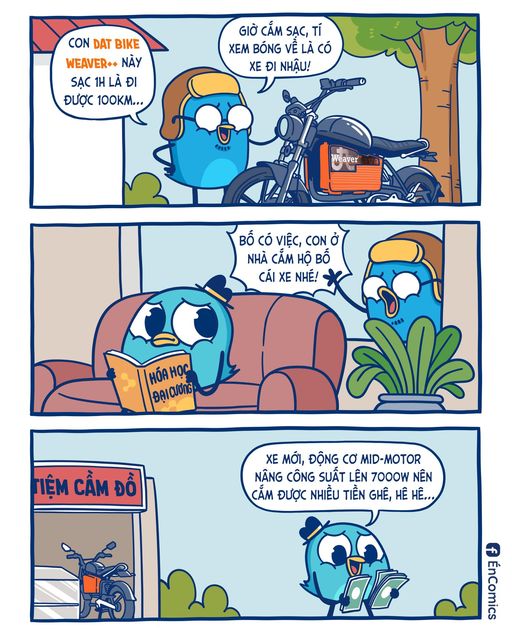 CON DAT BIKE
WEAVER++ NÀY
SẠC 1H LÀ ĐI
ĐƯỢC 100KM...
GIỜ CẮM SẠC, TÍ
XEM BÓNG VỀ LÀ CÓ
XE ĐI NHẬU!
Weaver
BỐ CÓ VIỆC, CON Ở
NHÀ CẮM HỘ BỐ
CÁI XE NHÉ!
HÓA HỌC
ĐẠI CƯƠNG
TIỆM CẦM ĐỒ
XE MỚI, ĐỘNG CƠ MID-MOTOR
NÂNG CÔNG SUẤT LÊN 7000W NÊN
CẮM ĐƯỢC NHIỀU TIỀN GHÊ, HÊ HÊ...
ÉnComics